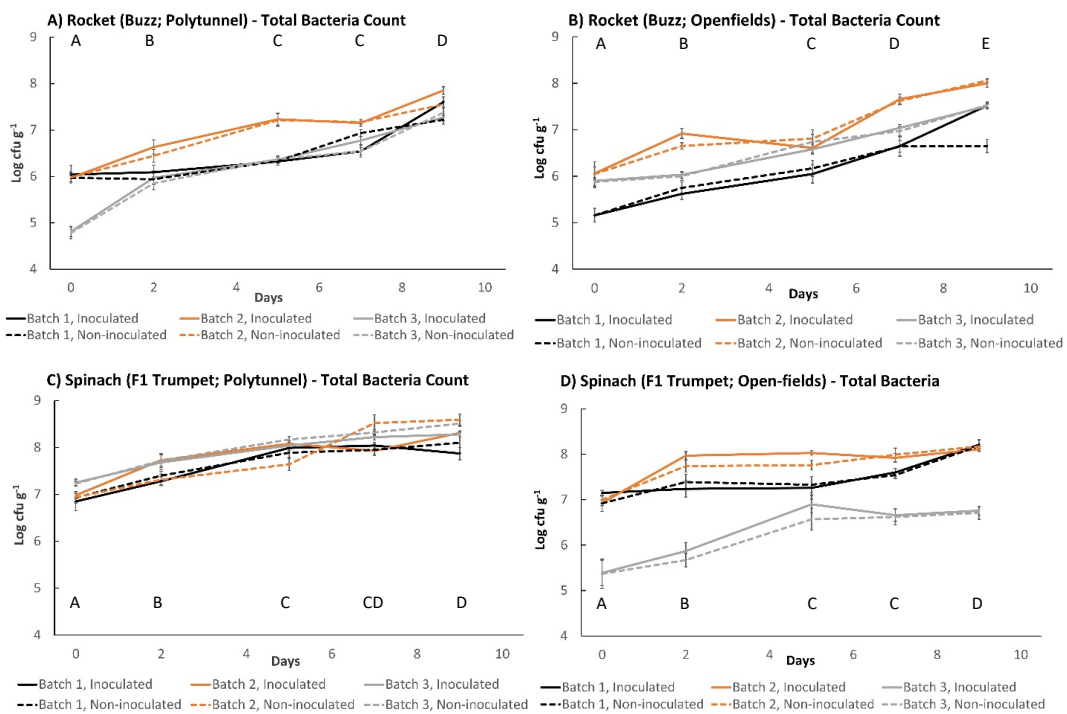 A) Rocket (Buzz; Polytunnel) - Total Bacteria Count
9
8
7
6
5
4
Log cfu g⁻¹
A B C C D
0 2 4 6 8 10
Days
Batch 1, Inoculated Batch 2, Inoculated Batch 3, Inoculated
Batch 1, Non-inoculated Batch 2, Non-inoculated Batch 3, Non-inoculated
B) Rocket (Buzz; Openfields) - Total Bacteria Count
9
8
7
6
5
4
Log cfu g⁻¹
A B C D E
0 2 4 6 8 10
Days
Batch 1, Inoculated Batch 2, Inoculated Batch 3, Inoculated
Batch 1, Non-inoculated Batch 2, Non-inoculated Batch 3, Non-inoculated
C) Spinach (F1 Trumpet; Polytunnel) - Total Bacteria Count
9
8
7
6
5
4
Log cfu g⁻¹
A B C CD D
0 2 4 6 8 10
Days
Batch 1, Inoculated Batch 2, Inoculated Batch 3, Inoculated
Batch 1, Non-inoculated Batch 2, Non-inoculated Batch 3, Non-inoculated
D) Spinach (F1 Trumpet; Open-fields) - Total Bacteria
9
8
7
6
5
4
Log cfu g⁻¹
A B C C D
0 2 4 6 8 10
Days
Batch 1, Inoculated Batch 2, Inoculated Batch 3, Inoculated
Batch 1, Non-inoculated Batch 2, Non-inoculated Batch 3, Non-inoculated